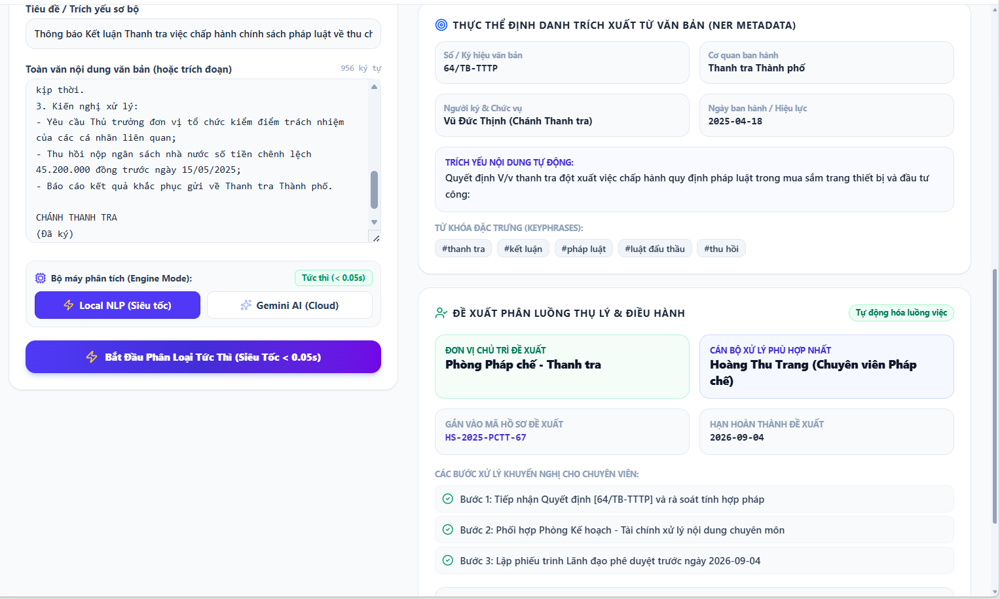 Tiêu đề / Trích yếu sơ bộ
Thông báo Kết luận Thanh tra việc chấp hành chính sách pháp luật về thu ch
Toàn văn nội dung văn bản (hoặc trích đoạn)
956 ký tự
kịp thời.
3. Kiến nghị xử lý:
- Yêu cầu Thủ trưởng đơn vị tổ chức kiểm điểm trách nhiệm
của các cá nhân liên quan;
- Thu hồi nộp ngân sách nhà nước số tiền chênh lệch
45.200.000 đồng trước ngày 15/05/2025;
- Báo cáo kết quả khắc phục gửi về Thanh tra Thành phố.
CHÁNH THANH TRA
(Đã ký)
Bộ máy phân tích (Engine Mode):
Tức thì (< 0.05s)
Local NLP (Siêu tốc)
Gemini AI (Cloud)
Bắt Đầu Phân Loại Tức Thì (Siêu Tốc < 0.05s)
THỰC THỂ ĐỊNH DANH TRÍCH XUẤT TỪ VĂN BẢN (NER METADATA)
Số / Ký hiệu văn bản
64/TB-TTTP
Cơ quan ban hành
Thanh tra Thành phố
Người ký & Chức vụ
Vũ Đức Thịnh (Chánh Thanh tra)
Ngày ban hành / Hiệu lực
2025-04-18
TRÍCH YẾU NỘI DUNG TỰ ĐỘNG:
Quyết định V/v thanh tra đột xuất việc chấp hành quy định pháp luật trong mua sắm trang thiết bị và đầu tư
công:
TỪ KHÓA ĐẶC TRƯNG (KEYPHRASES):
#thanh tra
#kết luận
#pháp luật
#luật đấu thầu
#thu hồi
ĐỀ XUẤT PHÂN LUỒNG THỤ LÝ & ĐIỀU HÀNH
Tự động hóa luồng việc
ĐƠN VỊ CHỦ TRÌ ĐỀ XUẤT
Phòng Pháp chế - Thanh tra
CÁN BỘ XỬ LÝ PHÙ HỢP NHẤT
Hoàng Thu Trang (Chuyên viên Pháp
chế)
GẮN VÀO MÃ HỒ SƠ ĐỀ XUẤT
HS-2025-PCTT-67
HẠN HOÀN THÀNH ĐỀ XUẤT
2026-09-04
CÁC BƯỚC XỬ LÝ KHUYẾN NGHỊ CHO CHUYÊN VIÊN:
Bước 1: Tiếp nhận Quyết định [64/TB-TTTP] và rà soát tính hợp pháp
Bước 2: Phối hợp Phòng Kế hoạch - Tài chính xử lý nội dung chuyên môn
Bước 3: Lập phiếu trình Lãnh đạo phê duyệt trước ngày 2026-09-04